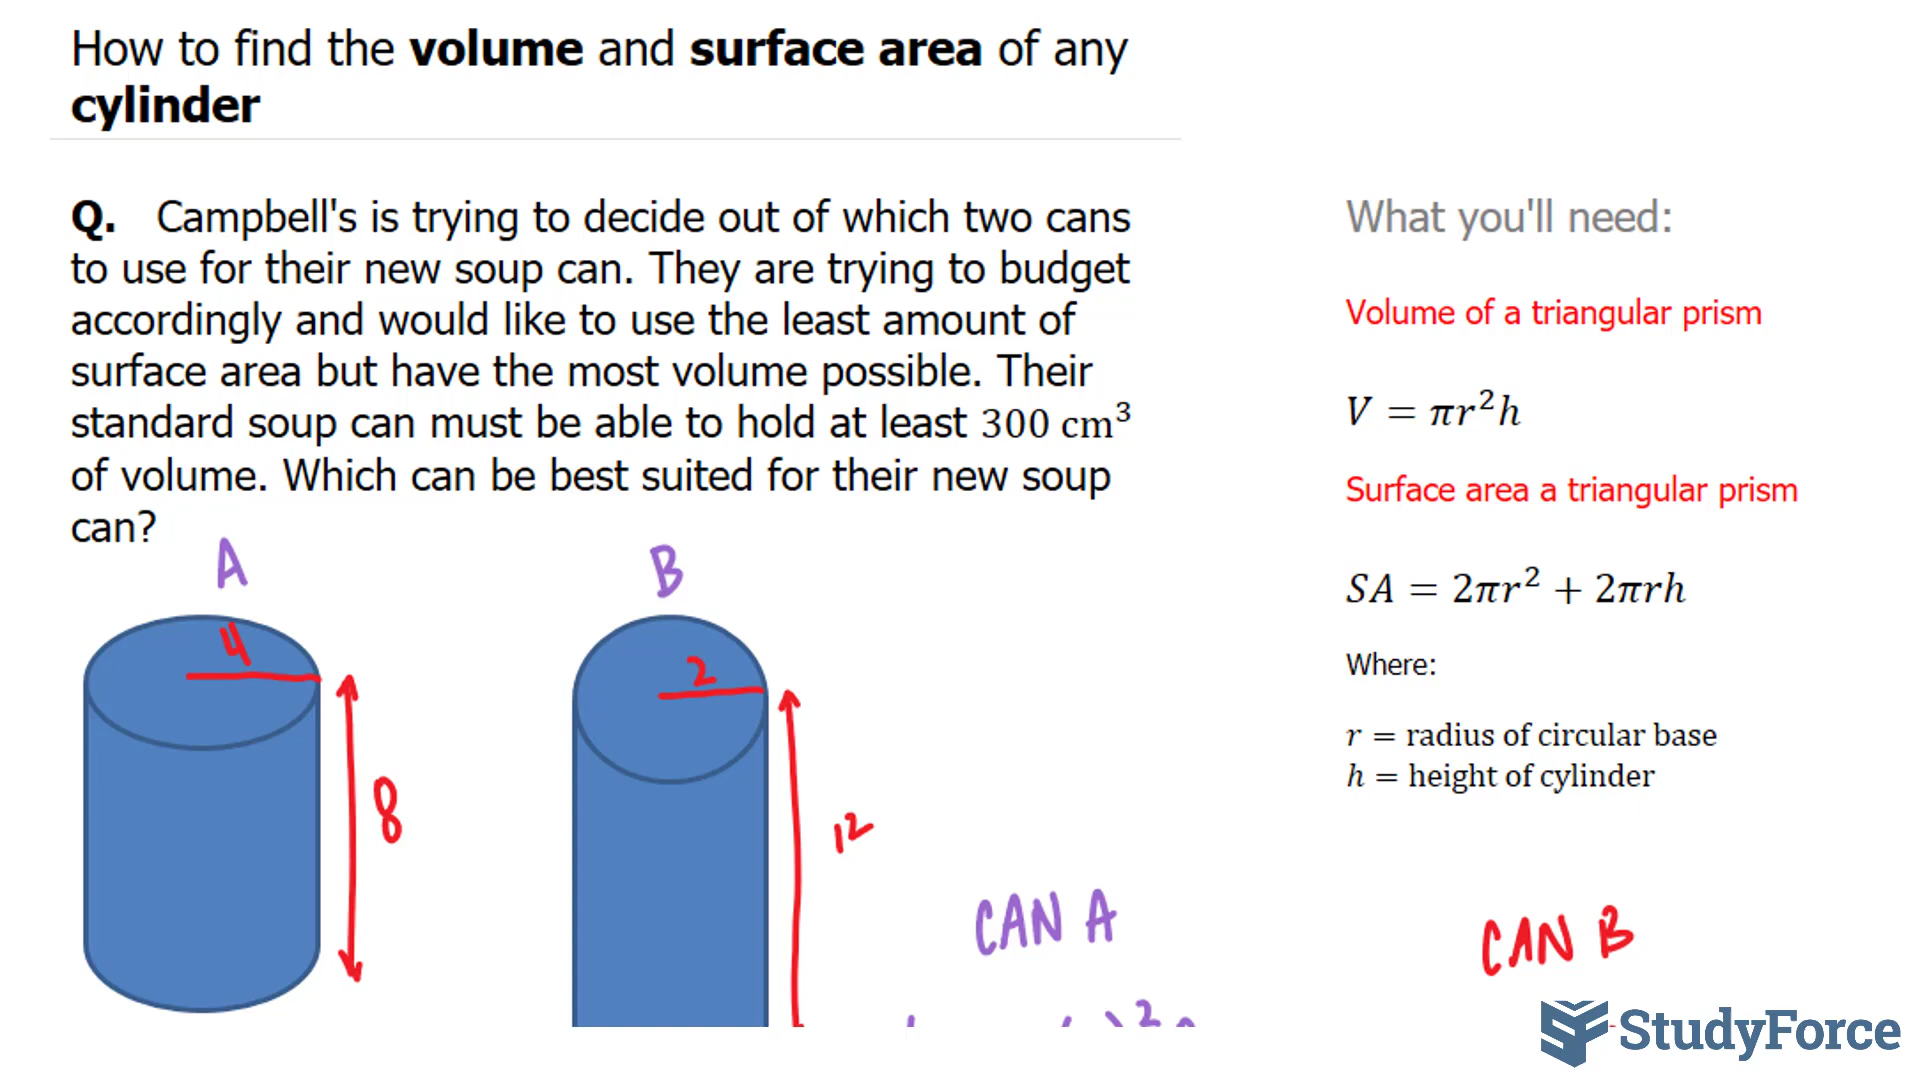 How to find the volume and surface area of any
cylinder
Q. Campbell's is trying to decide out of which two cans
to use for their new soup can. They are trying to budget
accordingly and would like to use the least amount of
surface area but have the most volume possible. Their
standard soup can must be able to hold at least 300 cm³
of volume. Which can be best suited for their new soup
can?
What you'll need:
Volume of a triangular prism
V = πr²h
Surface area a triangular prism
SA = 2πr² + 2πrh
Where:
r = radius of circular base
h = height of cylinder
A
4
8
B
2
12
CAN A
CAN B
StudyForce